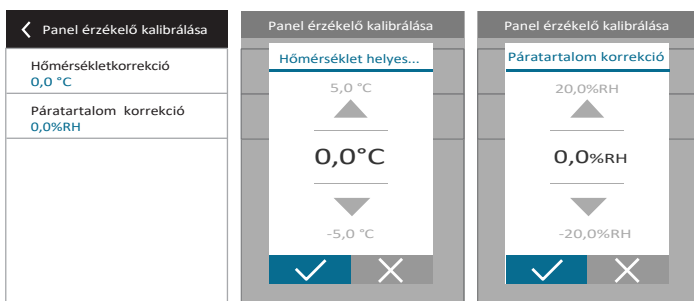 Panel érzékelő kalibrálása
Hőmérsékletkorrekció
0,0 °C
Páratartalom korrekció
0,0%RH
Panel érzékelő kalibrálása
Hőmérséklet helyes...
5,0 °C
0,0°C
-5,0 °C
Panel érzékelő kalibrálása
Páratartalom korrekció
20,0%RH
0,0%RH
-20,0%RH